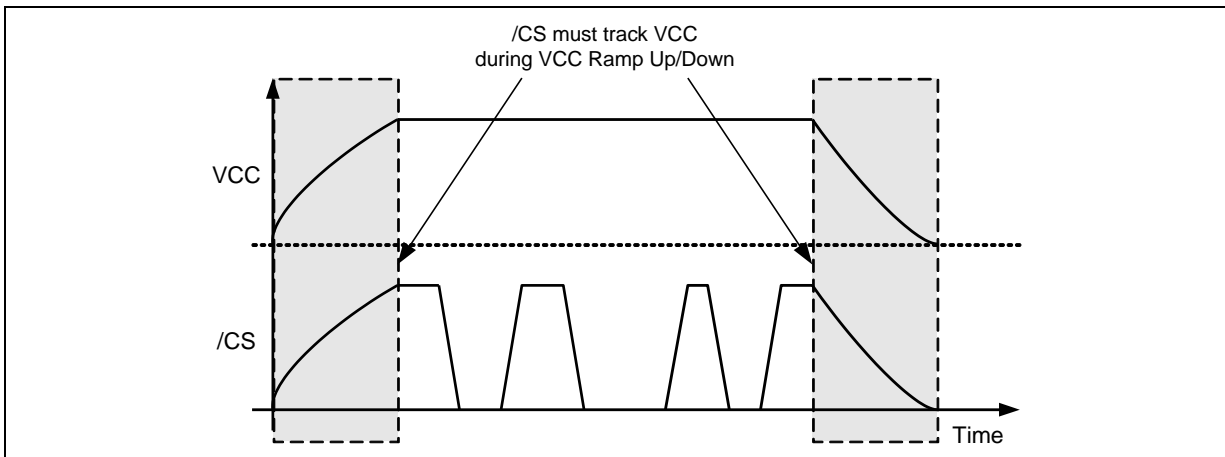 /CS must track VCC
during VCC Ramp Up/Down
VCC
/CS
Time